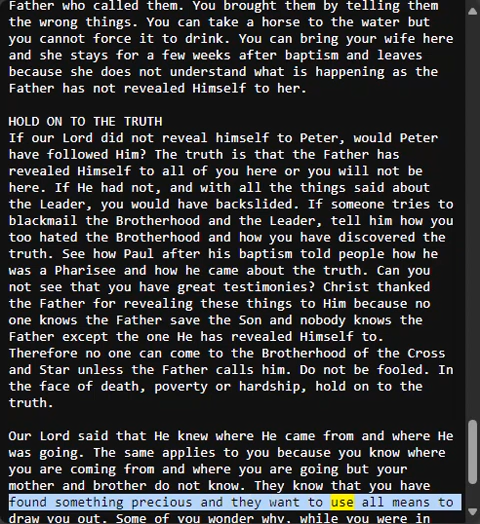 Father who called them. You brought them by telling them
the wrong things. You can take a horse to the water but
you cannot force it to drink. You can bring your wife here
and she stays for a few weeks after baptism and leaves
because she does not understand what is happening as the
Father has not revealed Himself to her.

HOLD ON TO THE TRUTH
If our Lord did not reveal himself to Peter, would Peter
have followed Him? The truth is that the Father has
revealed Himself to all of you here or you will not be
here. If He had not, and with all the things said about
the Leader, you would have backslided. If someone tries to
blackmail the Brotherhood and the Leader, tell him how you
too hated the Brotherhood and how you have discovered the
truth. See how Paul after his baptism told people how he
was a Pharisee and how he came about the truth. Can you
not see that you have great testimonies? Christ thanked
the Father for revealing these things to Him because no
one knows the Father save the Son and nobody knows the
Father except the one He has revealed Himself to.
Therefore no one can come to the Brotherhood of the Cross
and Star unless the Father calls him. Do not be fooled. In
the face of death, poverty or hardship, hold on to the
truth.

Our Lord said that He knew where He came from and where He
was going. The same applies to you because you know where
you are coming from and where you are going but your
mother and brother do not know. They know that you have
found something precious and they want to use all means to
draw you out. Some of you wonder why, while you were in